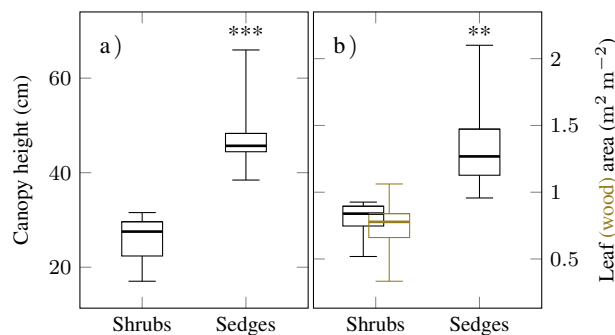 a)
***
b)
**
Canopy height (cm)
60
40
20
2
1.5
1
0.5
Leaf (wood) area (m² m⁻²)
Shrubs
Sedges
Shrubs
Sedges